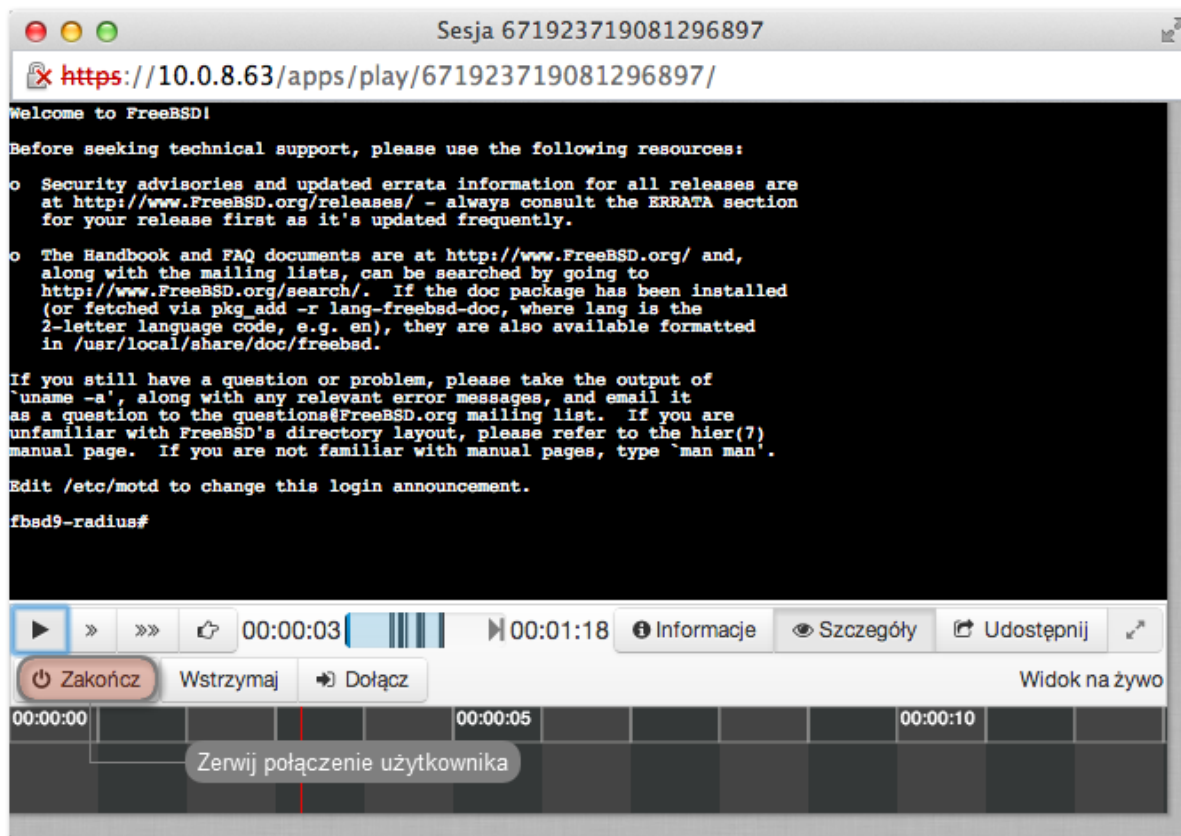 Sesja 671923719081296897
https://10.0.8.63/apps/play/671923719081296897/
Welcome to FreeBSD!
Before seeking technical support, please use the following resources:
o  Security advisories and updated errata information for all releases are
   at http://www.FreeBSD.org/releases/ - always consult the ERRATA section
   for your release first as it's updated frequently.
o  The Handbook and FAQ documents are at http://www.FreeBSD.org/ and,
   along with the mailing lists, can be searched by going to
   http://www.FreeBSD.org/search/.  If the doc package has been installed
   (or fetched via pkg_add -r lang-freebsd-doc, where lang is the
   2-letter language code, e.g. en), they are also available formatted
   in /usr/local/share/doc/freebsd.
If you still have a question or problem, please take the output of
`uname -a', along with any relevant error messages, and email it
as a question to the questions@FreeBSD.org mailing list.  If you are
unfamiliar with FreeBSD's directory layout, please refer to the hier(7)
manual page.  If you are not familiar with manual pages, type `man man'.
Edit /etc/motd to change this login announcement.
fbsd9-radius#
00:00:03 00:01:18 Informacje Szczegóły Udostępnij
Zakończ Wstrzymaj Dołącz Widok na żywo
00:00:00 00:00:05 00:00:10
Zerwij połączenie użytkownika